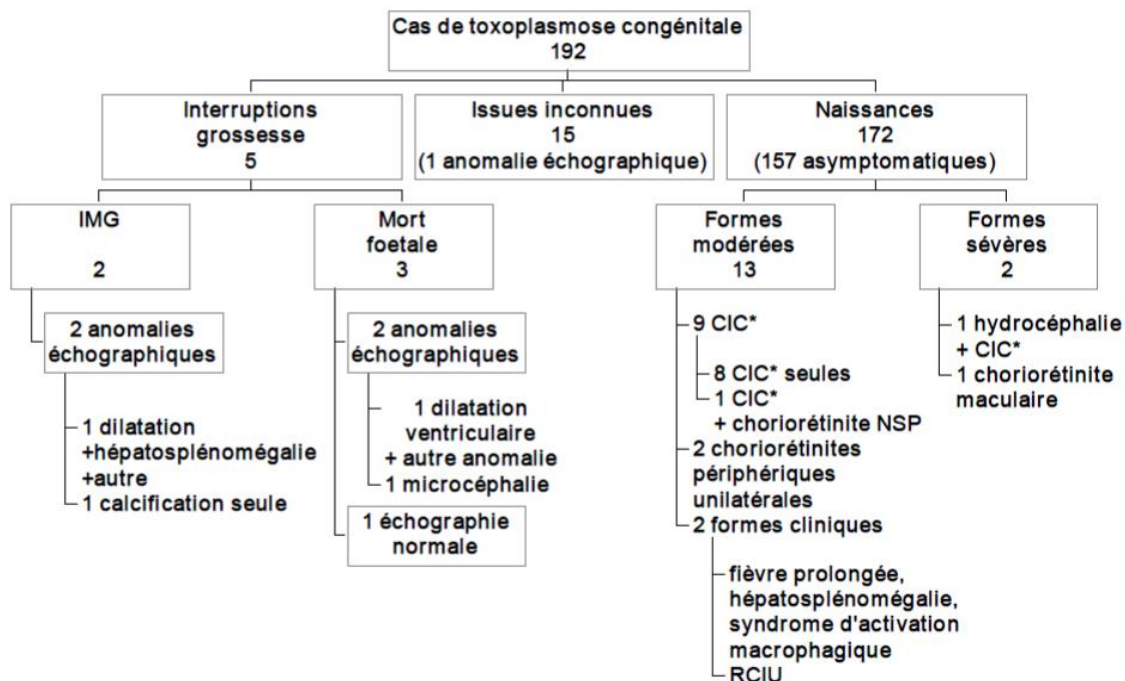 Cas de toxoplasmose congénitale
192
Interruptions
grossesse
5
Issues inconnues
15
(1 anomalie échographique)
Naissances
172
(157 asymptomatiques)
IMG
2
Mort
foetale
3
Formes
modérées
13
Formes
sévères
2
2 anomalies
échographiques
1 dilatation
+hépatosplénomégalie
+autre
1 calcification seule
2 anomalies
échographiques
1 dilatation
ventriculaire
+ autre anomalie
1 microcéphalie
1 échographie
normale
9 CIC*
8 CIC* seules
1 CIC*
+ choriorétinite NSP
2 choriorétinites
périphériques
unilatérales
2 formes cliniques
fièvre prolongée,
hépatosplénomégalie,
syndrome d'activation
macrophagique
RCIU
1 hydrocéphalie
+ CIC*
1 choriorétinite
maculaire